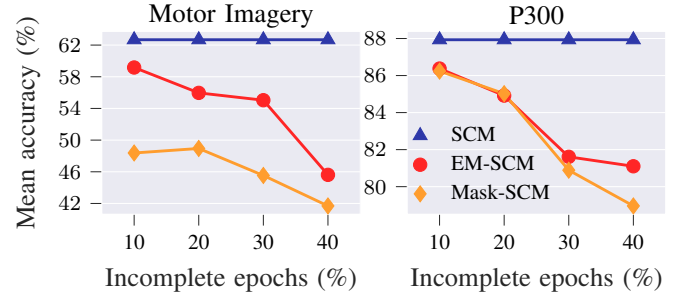 Motor Imagery
P300
Mean accuracy (%)
62
58
54
50
46
42
10 20 30 40
Incomplete epochs (%)
88
86
84
82
80
SCM
EM-SCM
Mask-SCM
10 20 30 40
Incomplete epochs (%)